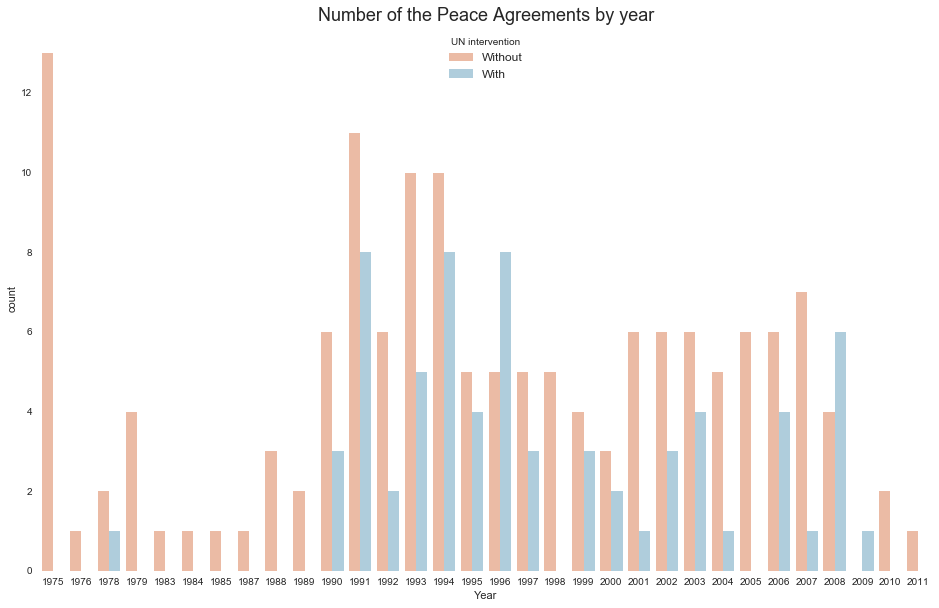 Number of the Peace Agreements by year
UN intervention
Without
With
12
10
8
6
4
2
0
count
1975 1976 1978 1979 1983 1984 1985 1987 1988 1989 1990 1991 1992 1993 1994 1995 1996 1997 1998 1999 2000 2001 2002 2003 2004 2005 2006 2007 2008 2009 2010 2011
Year